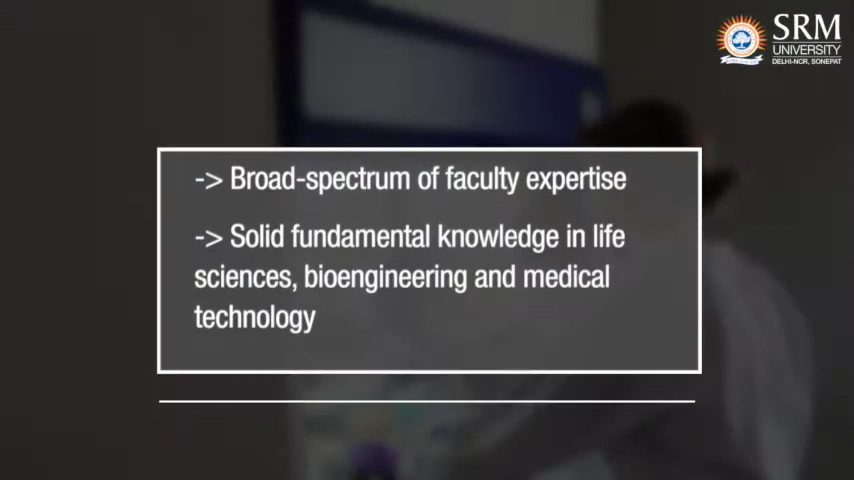 SRM
UNIVERSITY
DELHI-NCR, SONEPAT
-> Broad-spectrum of faculty expertise
-> Solid fundamental knowledge in life
sciences, bioengineering and medical
technology